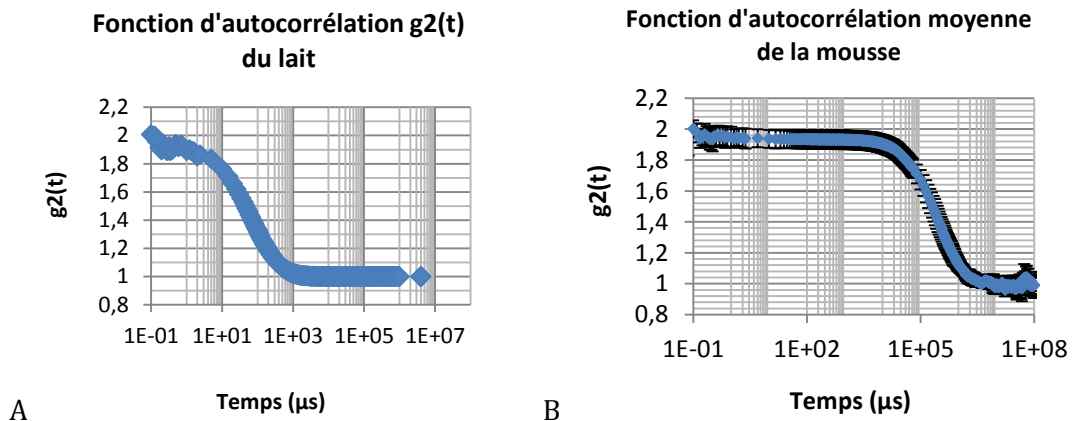 Fonction d'autocorrélation g2(t)
du lait
2,2
2
1,8
1,6
1,4
1,2
1
0,8
g2(t)
1E-01 1E+01 1E+03 1E+05 1E+07
Temps (µs)
A
Fonction d'autocorrélation moyenne
de la mousse
2,2
2
1,8
1,6
1,4
1,2
1
0,8
g2(t)
1E-01 1E+02 1E+05 1E+08
Temps (µs)
B